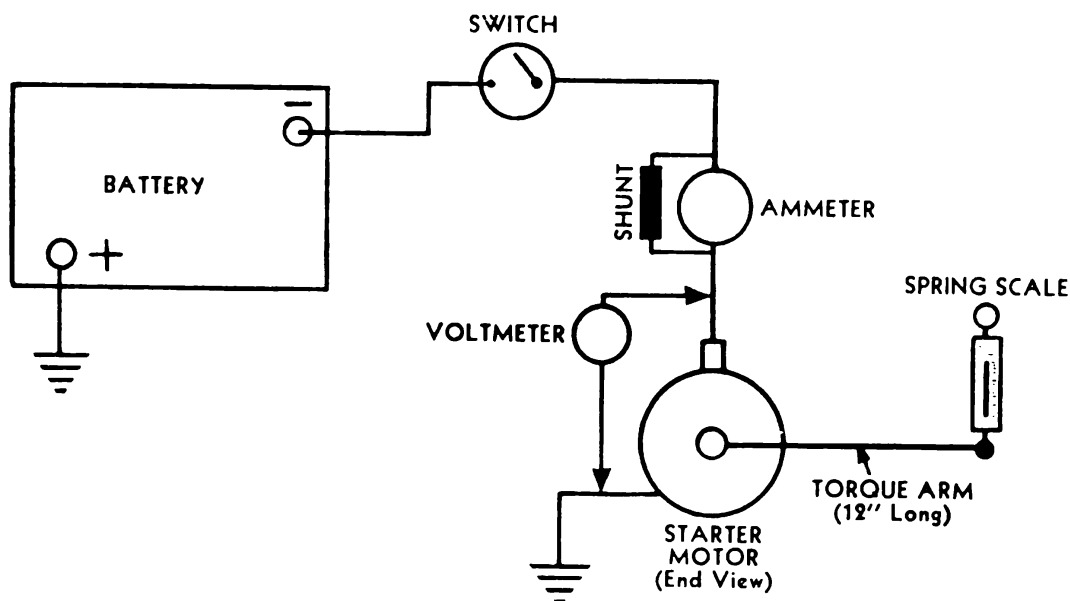 SWITCH
−
BATTERY
+
SHUNT
AMMETER
SPRING SCALE
VOLTMETER
TORQUE ARM
(12" Long)
STARTER
MOTOR
(End View)